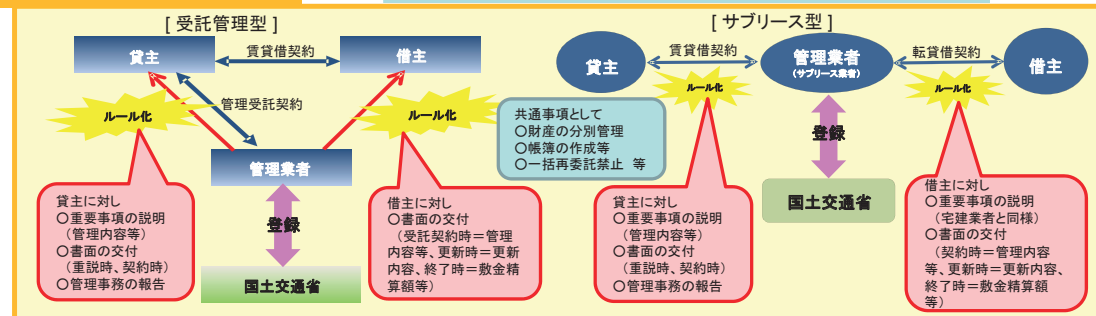 [ 受託管理型 ]
貸主
賃貸借契約
借主
ルール化
管理受託契約
ルール化
管理業者
貸主に対し
○重要事項の説明
(管理内容等)
○書面の交付
(重説時、契約時)
○管理事務の報告
登録
国土交通省
借主に対し
○書面の交付
(受託契約時＝管理
内容等、更新時＝更新
内容、終了時＝敷金精
算額等)
共通事項として
○財産の分別管理
○帳簿の作成等
○一括再委託禁止 等
[ サブリース型 ]
貸主
賃貸借契約
管理業者
(サブリース業者)
転貸借契約
借主
ルール化
ルール化
登録
国土交通省
貸主に対し
○重要事項の説明
(管理内容等)
○書面の交付
(重説時、契約時)
○管理事務の報告
借主に対し
○重要事項の説明
(宅建業者と同様)
○書面の交付
(契約時＝管理内容
等、更新時＝更新内容、
終了時＝敷金精算額
等)